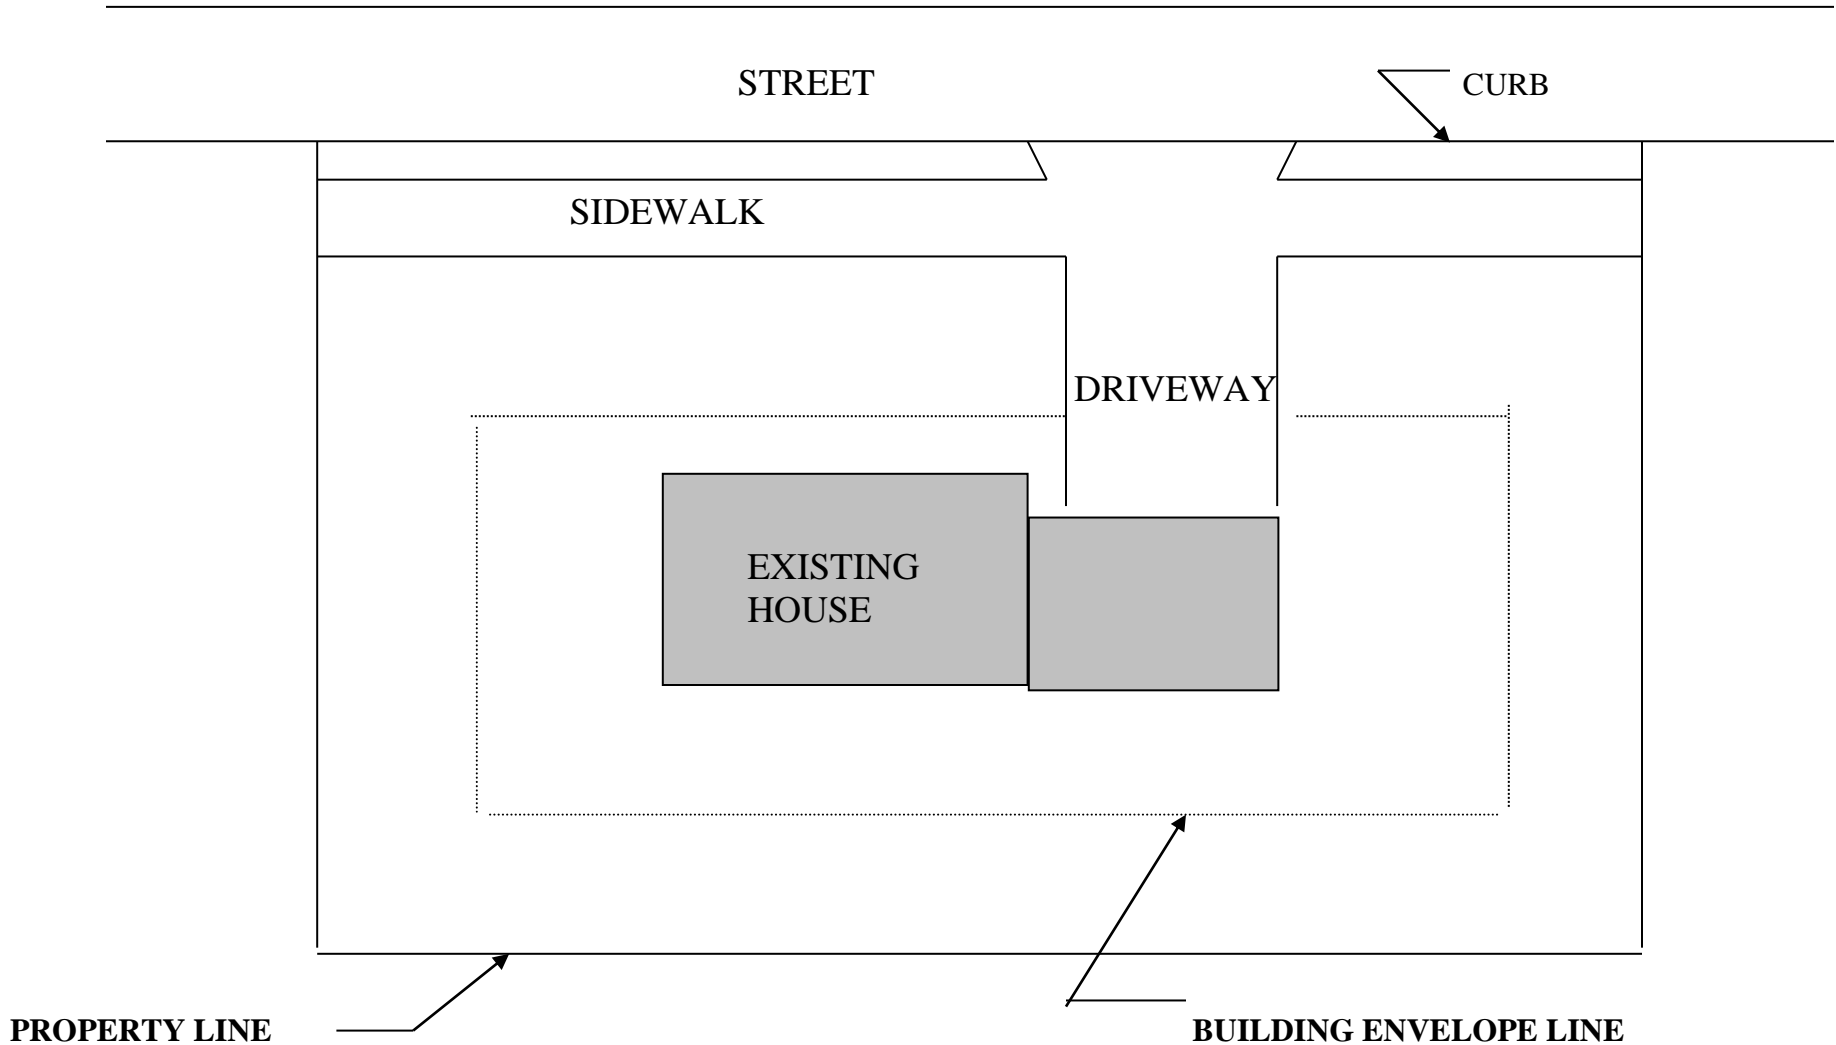 STREET
CURB
SIDEWALK
DRIVEWAY
EXISTING
HOUSE
PROPERTY LINE
BUILDING ENVELOPE LINE